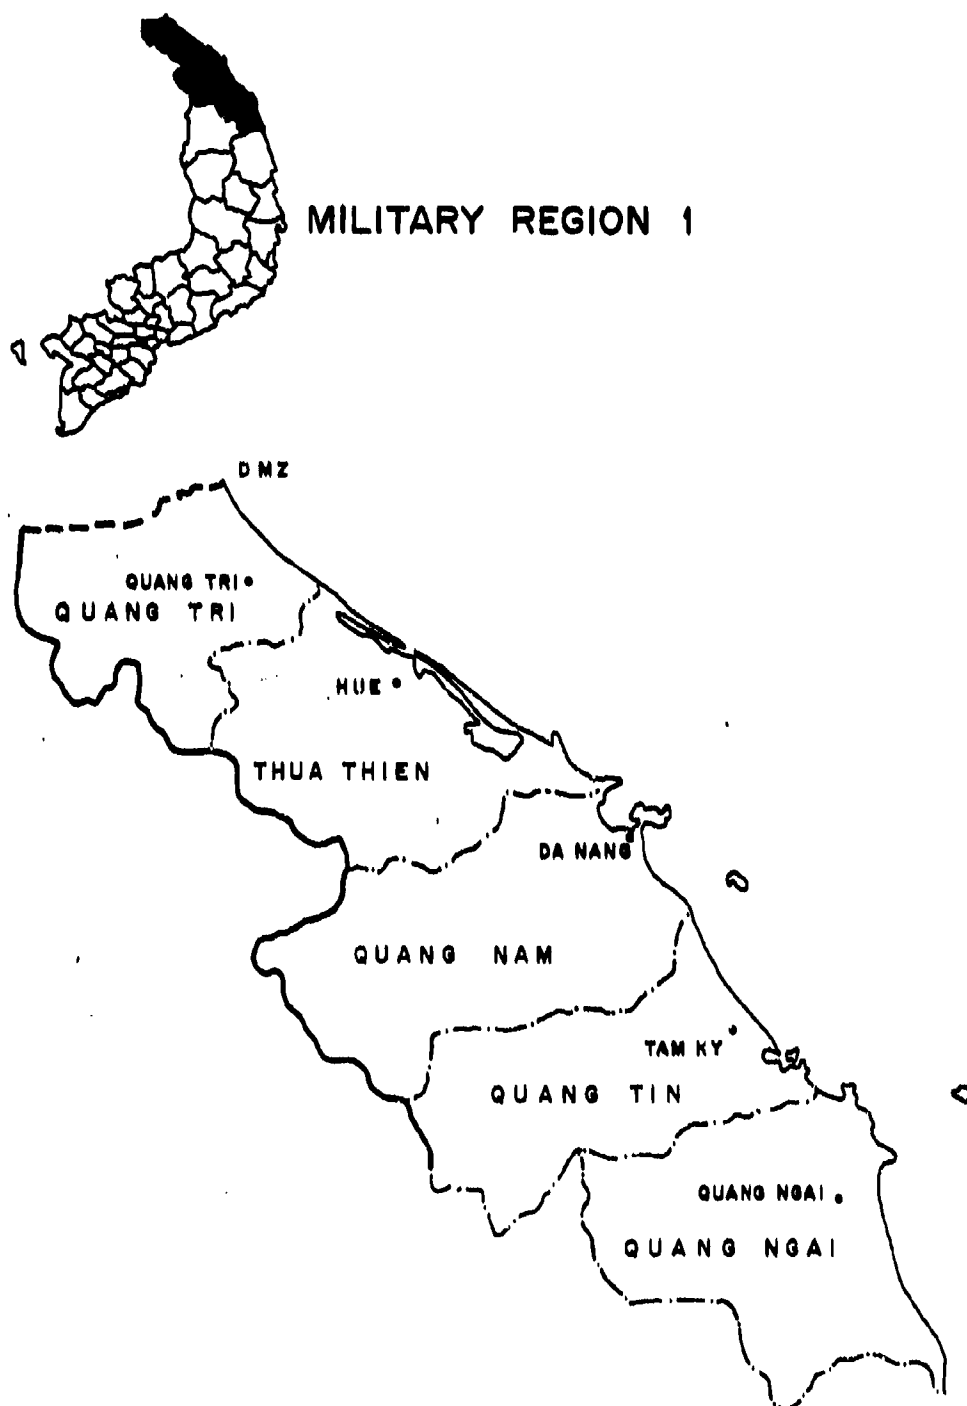 MILITARY REGION 1
DMZ
QUANG TRI
QUANG TRI
HUE
THUA THIEN
DA NANG
QUANG NAM
TAM KY
QUANG TIN
QUANG NGAI
QUANG NGAI